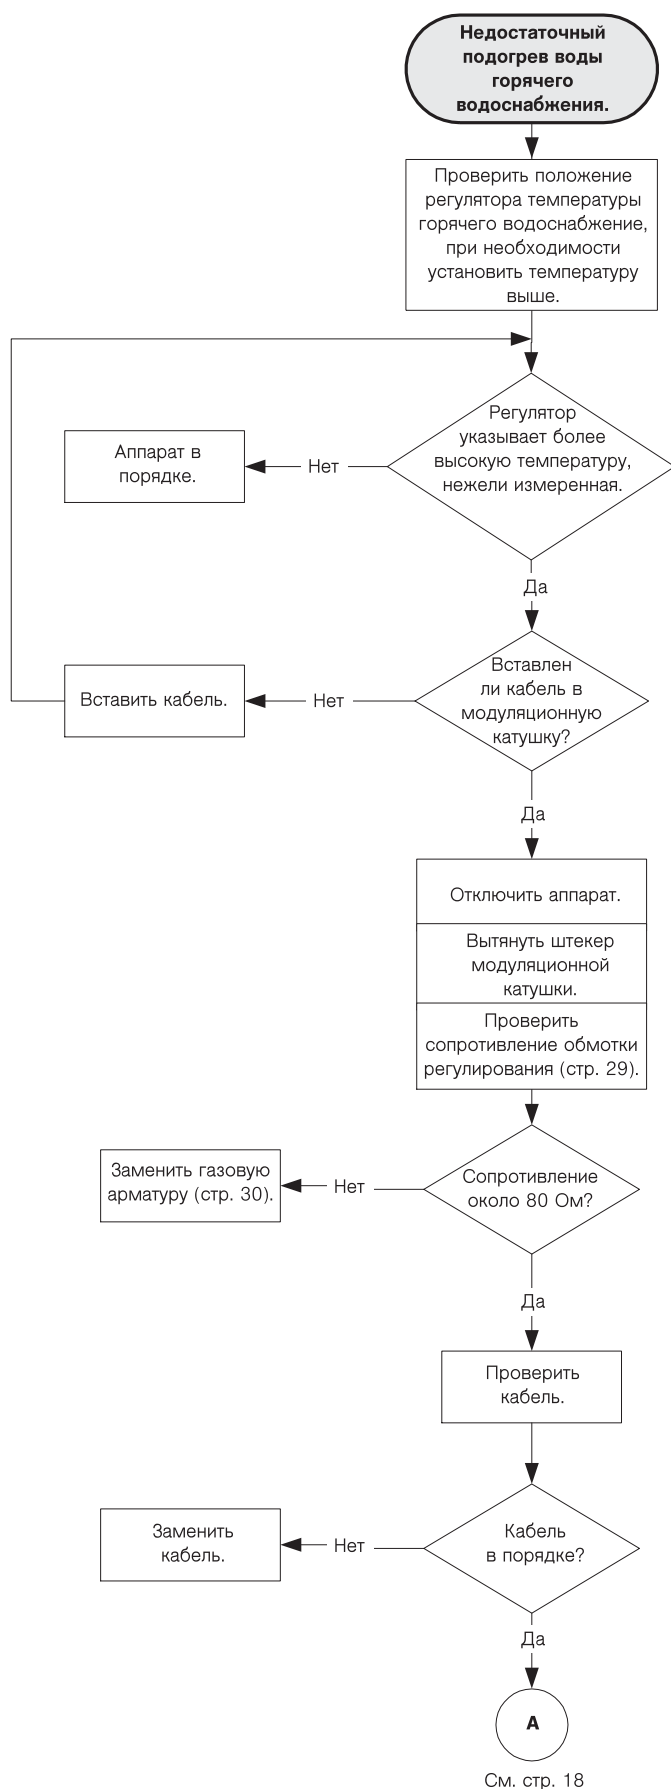 Недостаточный
подогрев воды
горячего
водоснабжения.
Проверить положение
регулятора температуры
горячего водоснабжение,
при необходимости
установить температуру
выше.
Регулятор
указывает более
высокую температуру,
нежели измеренная.
Нет
Аппарат в
порядке.
Да
Вставлен
ли кабель в
модуляционную
катушку?
Нет
Вставить кабель.
Да
Отключить аппарат.
Вытянуть штекер
модуляционной
катушки.
Проверить
сопротивление обмотки
регулирования (стр. 29).
Сопротивление
около 80 Ом?
Нет
Заменить газовую
арматуру (стр. 30).
Да
Проверить
кабель.
Кабель
в порядке?
Нет
Заменить
кабель.
Да
A
См. стр. 18